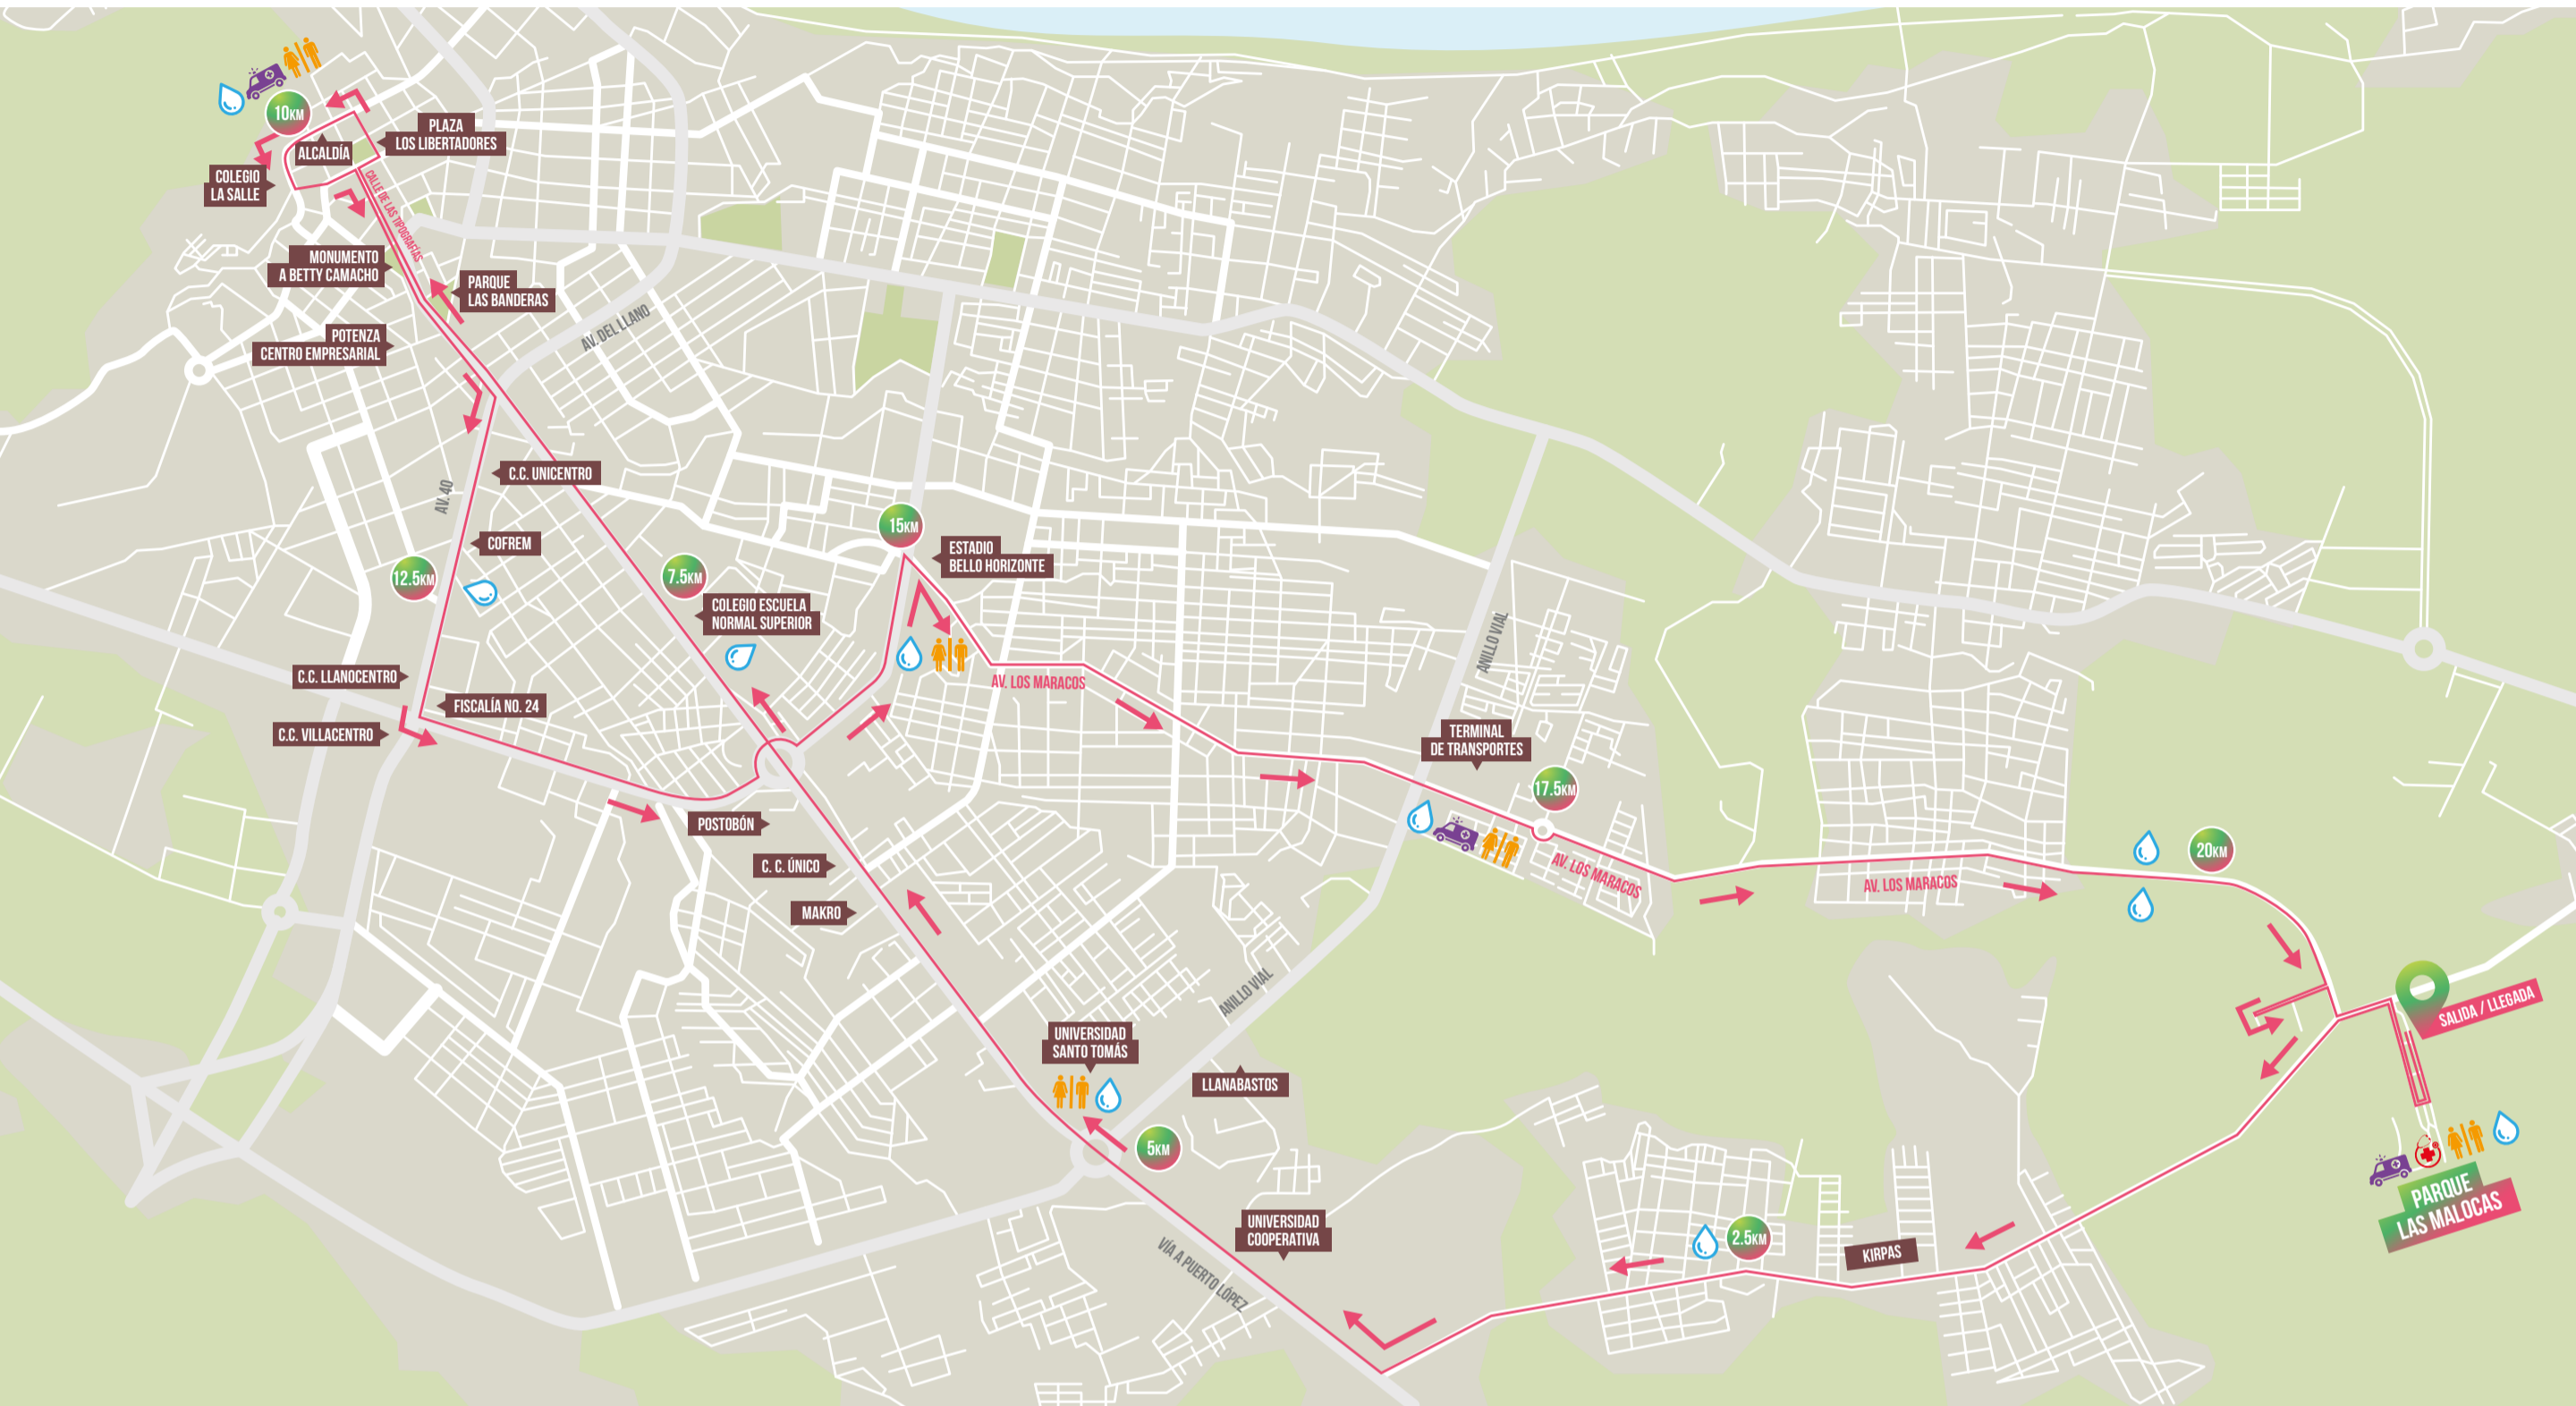 10KM
ALCALDÍA
PLAZA
LOS LIBERTADORES
COLEGIO
LA SALLE
CALLE DE LAS TIPOGRAFÍAS
MONUMENTO
A BETTY CAMACHO
PARQUE
LAS BANDERAS
POTENZA
CENTRO EMPRESARIAL
AV. DEL LLANO
C.C. UNICENTRO
AV. 40
COFREM
12.5KM
7.5KM
COLEGIO ESCUELA
NORMAL SUPERIOR
15KM
ESTADIO
BELLO HORIZONTE
AV. LOS MARACOS
ANILLO VIAL
C.C. LLANOCENTRO
FISCALÍA NO. 24
C.C. VILLACENTRO
TERMINAL
DE TRANSPORTES
17.5KM
AV. LOS MARACOS
POSTOBÓN
C. C. ÚNICO
MAKRO
AV. LOS MARACOS
20KM
SALIDA / LLEGADA
ANILLO VIAL
UNIVERSIDAD
SANTO TOMÁS
LLANABASTOS
5KM
UNIVERSIDAD
COOPERATIVA
VÍA A PUERTO LÓPEZ
2.5KM
KIRPAS
PARQUE
LAS MALOCAS